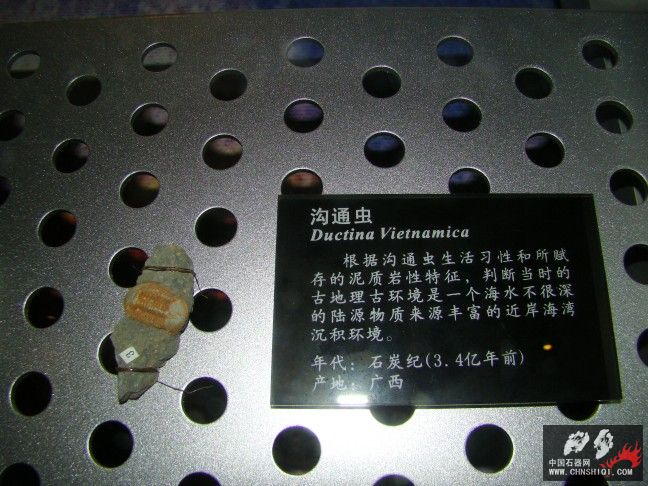 沟通虫
Ductina Vietnamica
根据沟通虫生活习性和所赋
存的泥质岩性特征，判断当时的
古地理古环境是一个海水不很深
的陆源物质来源丰富的近岸海湾
沉积环境。
年代：石炭纪(3.4亿年前)
产地：广西
3
中国石器网
WWW.CHNSHIQI.COM